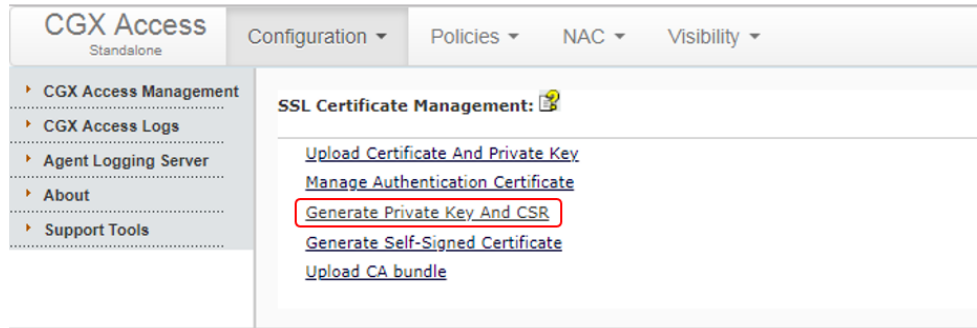 CGX Access
Standalone
Configuration
Policies
NAC
Visibility
CGX Access Management
CGX Access Logs
Agent Logging Server
About
Support Tools
SSL Certificate Management:
Upload Certificate And Private Key
Manage Authentication Certificate
Generate Private Key And CSR
Generate Self-Signed Certificate
Upload CA bundle